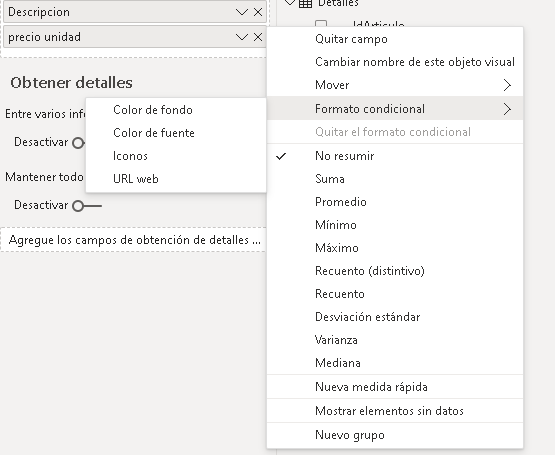 Descripcion
precio unidad
Detalles
IdArticulo
Obtener detalles
Entre varios inf
Desactivar
Mantener todo
Desactivar
Agregue los campos de obtención de detalles ...
Color de fondo
Color de fuente
Iconos
URL web
Quitar campo
Cambiar nombre de este objeto visual
Mover
Formato condicional
Quitar el formato condicional
No resumir
Suma
Promedio
Mínimo
Máximo
Recuento (distintivo)
Recuento
Desviación estándar
Varianza
Mediana
Nueva medida rápida
Mostrar elementos sin datos
Nuevo grupo